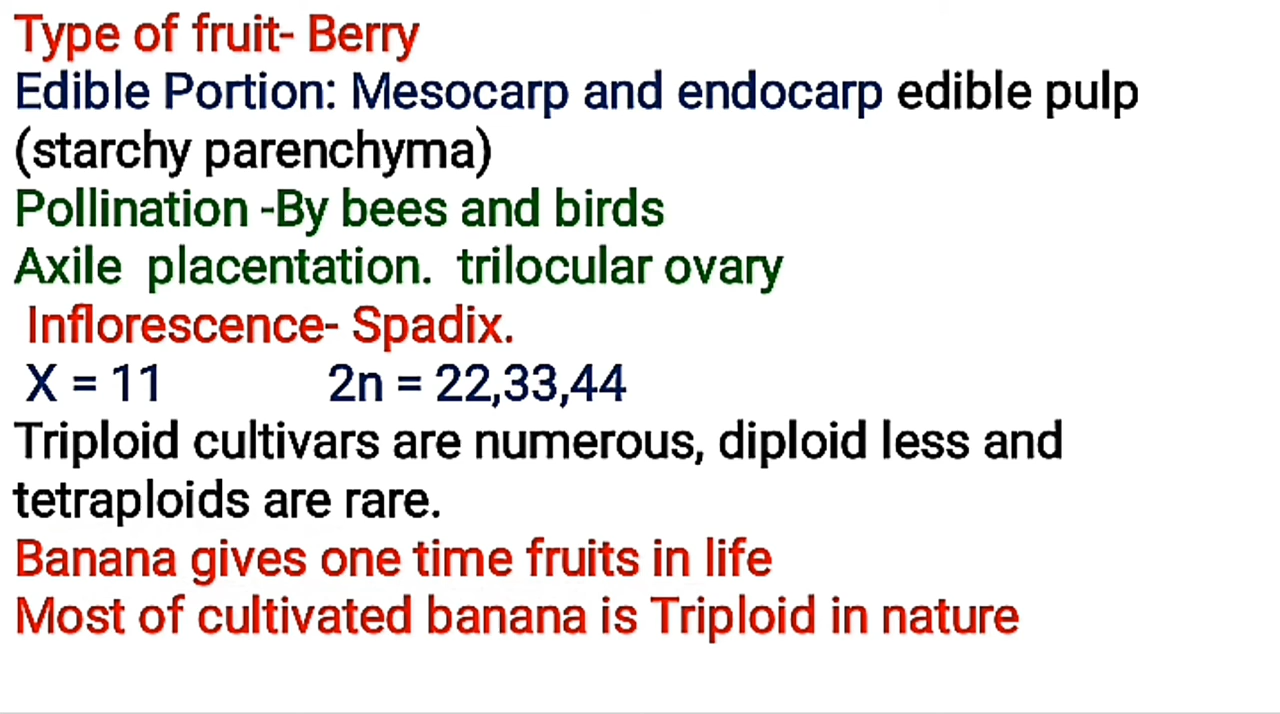 Type of fruit- Berry
Edible Portion: Mesocarp and endocarp edible pulp
(starchy parenchyma)
Pollination -By bees and birds
Axile placentation. trilocular ovary
Inflorescence- Spadix.
X = 11 2n = 22,33,44
Triploid cultivars are numerous, diploid less and
tetraploids are rare.
Banana gives one time fruits in life
Most of cultivated banana is Triploid in nature